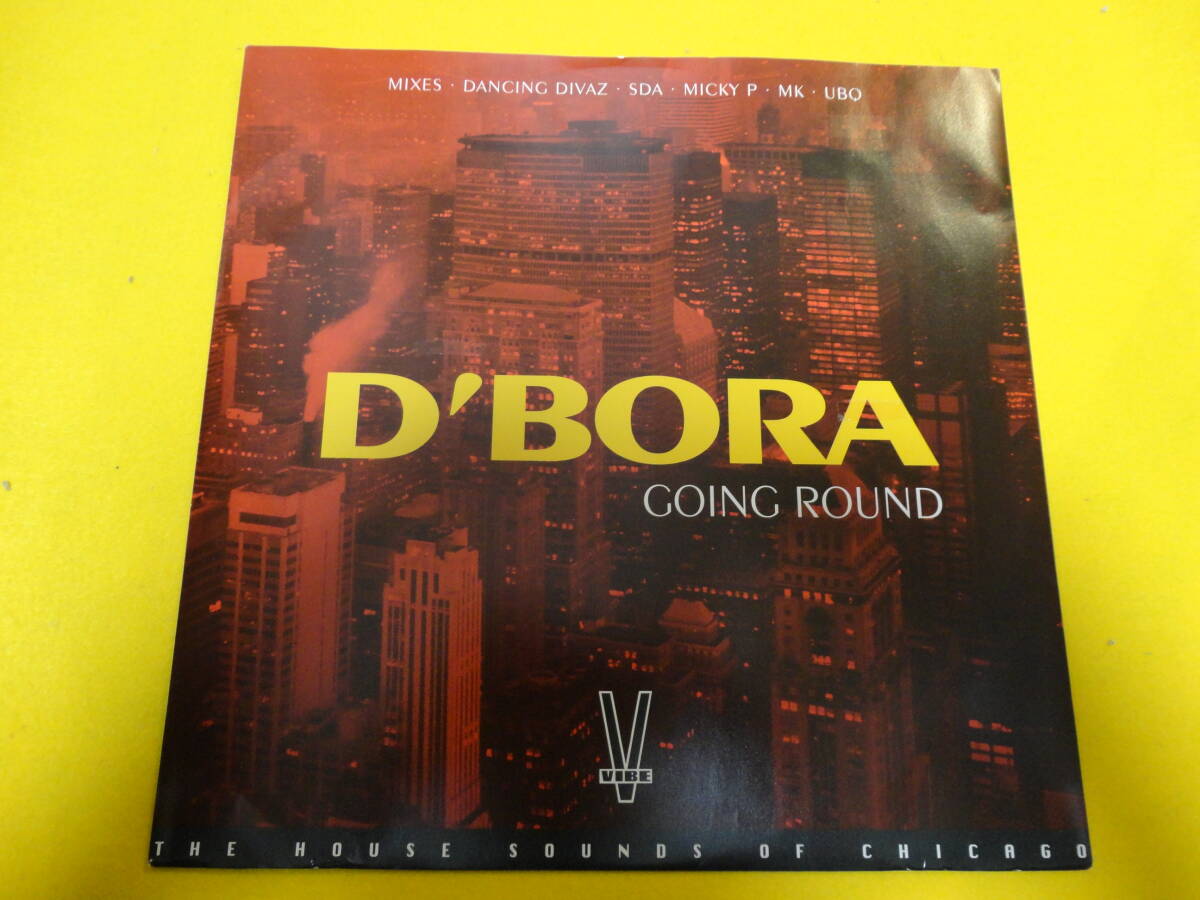 MIXES · DANCING DIVAZ · SDA · MICKY P · MK · UBQ
D'BORA
GOING ROUND
V
VIBE
THE HOUSE SOUNDS OF CHICAGO